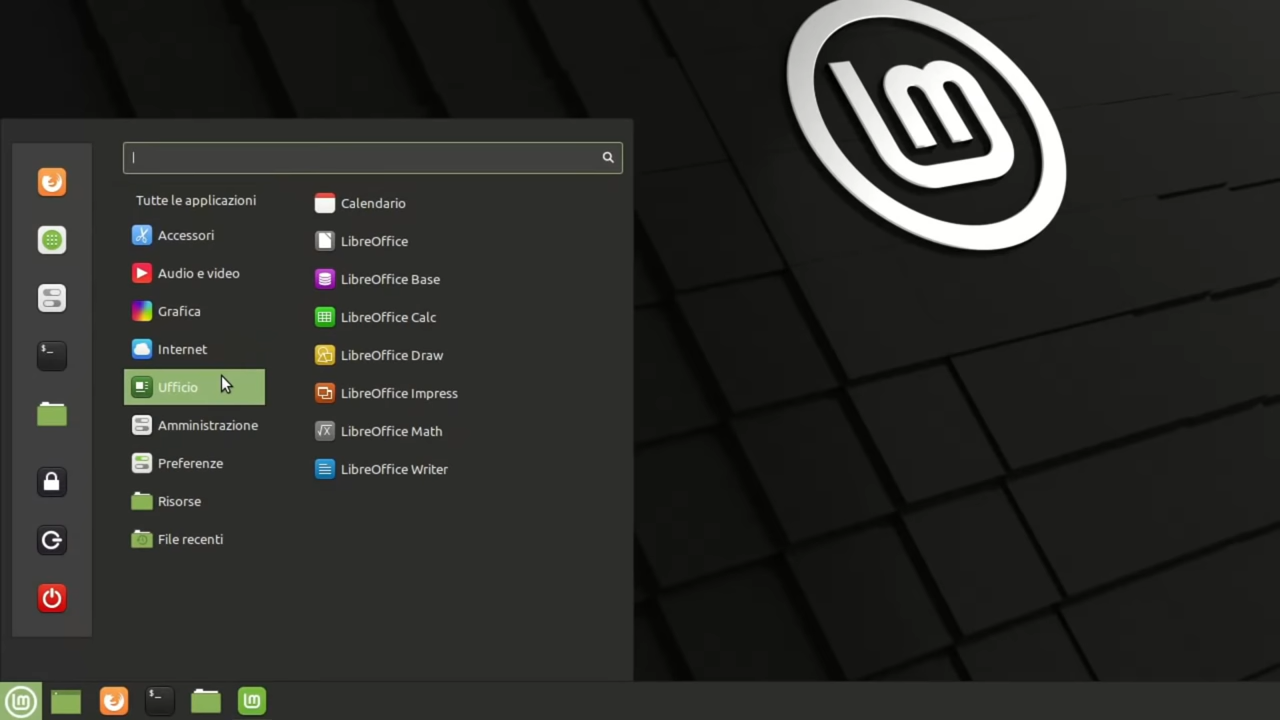 Tutte le applicazioni
Accessori
Audio e video
Grafica
Internet
Ufficio
Amministrazione
Preferenze
Risorse
File recenti
Calendario
LibreOffice
LibreOffice Base
LibreOffice Calc
LibreOffice Draw
LibreOffice Impress
LibreOffice Math
LibreOffice Writer